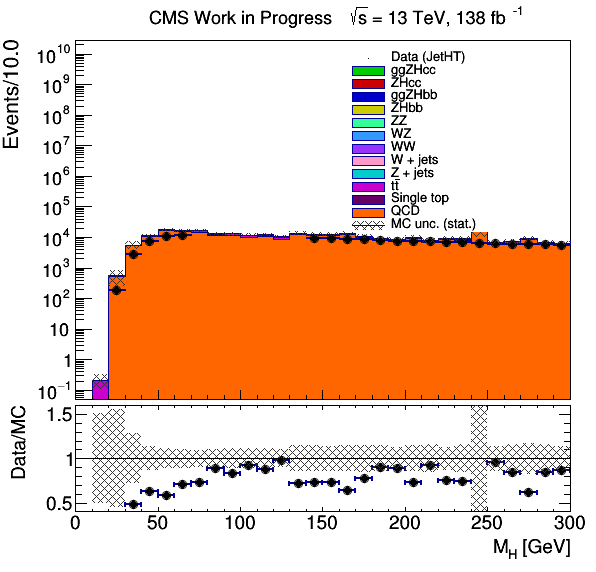 CMS Work in Progress √s = 13 TeV, 138 fb⁻¹
Events/10.0
10¹⁰
10⁹
10⁸
10⁷
10⁶
10⁵
10⁴
10³
10²
10
1
10⁻¹
Data (JetHT)
ggZHcc
ZHcc
ggZHbb
ZHbb
ZZ
WZ
WW
W + jets
Z + jets
tt̄
Single top
QCD
MC unc. (stat.)
Data/MC
1.5
1
0.5
0 50 100 150 200 250 300
M_H [GeV]